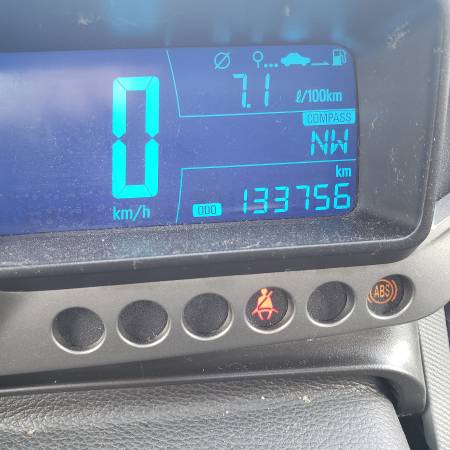 7.1 ℓ/100km
COMPASS
NW
0
km/h
km
ODO 133756
ABS